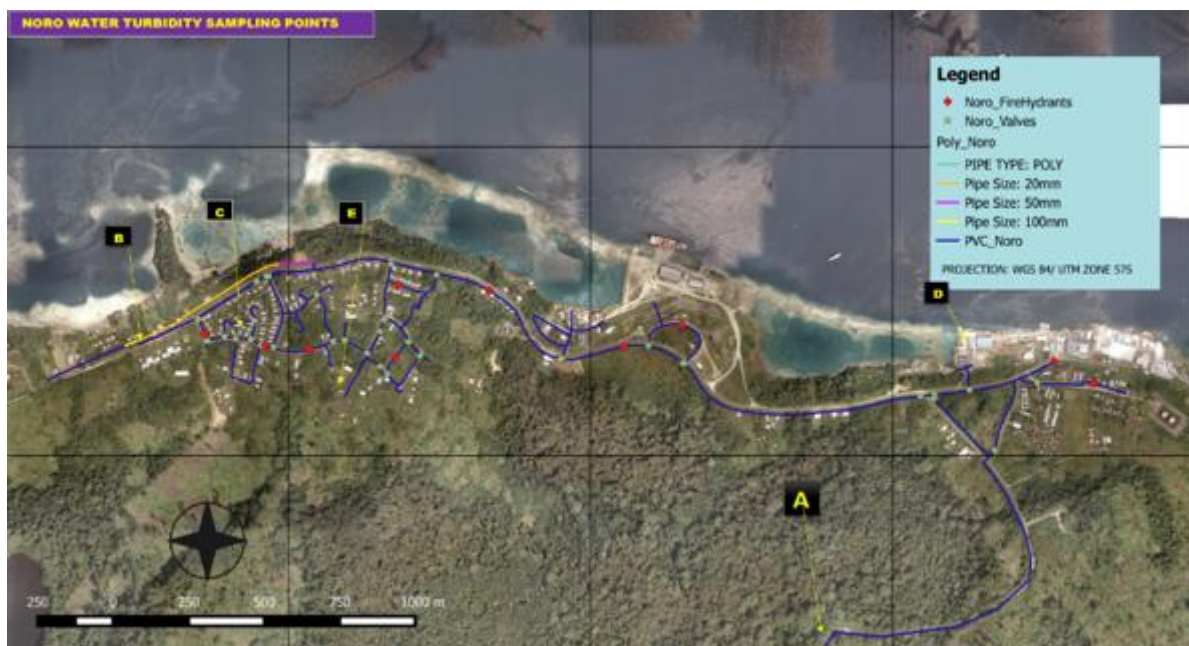 NORO WATER TURBIDITY SAMPLING POINTS
Legend
Noro_FireHydrants
Noro_Valves
Poly_Noro
PIPE TYPE: POLY
Pipe Size: 20mm
Pipe Size: 50mm
Pipe Size: 100mm
PVC_Noro
PROJECTION: WGS 84/ UTM ZONE 57S
B
C
E
D
A
250 0 250 500 750 1000 m